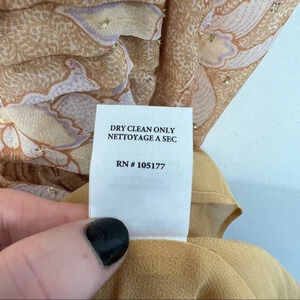 DRY CLEAN ONLY
NETTOYAGE A SEC
RN # 105177